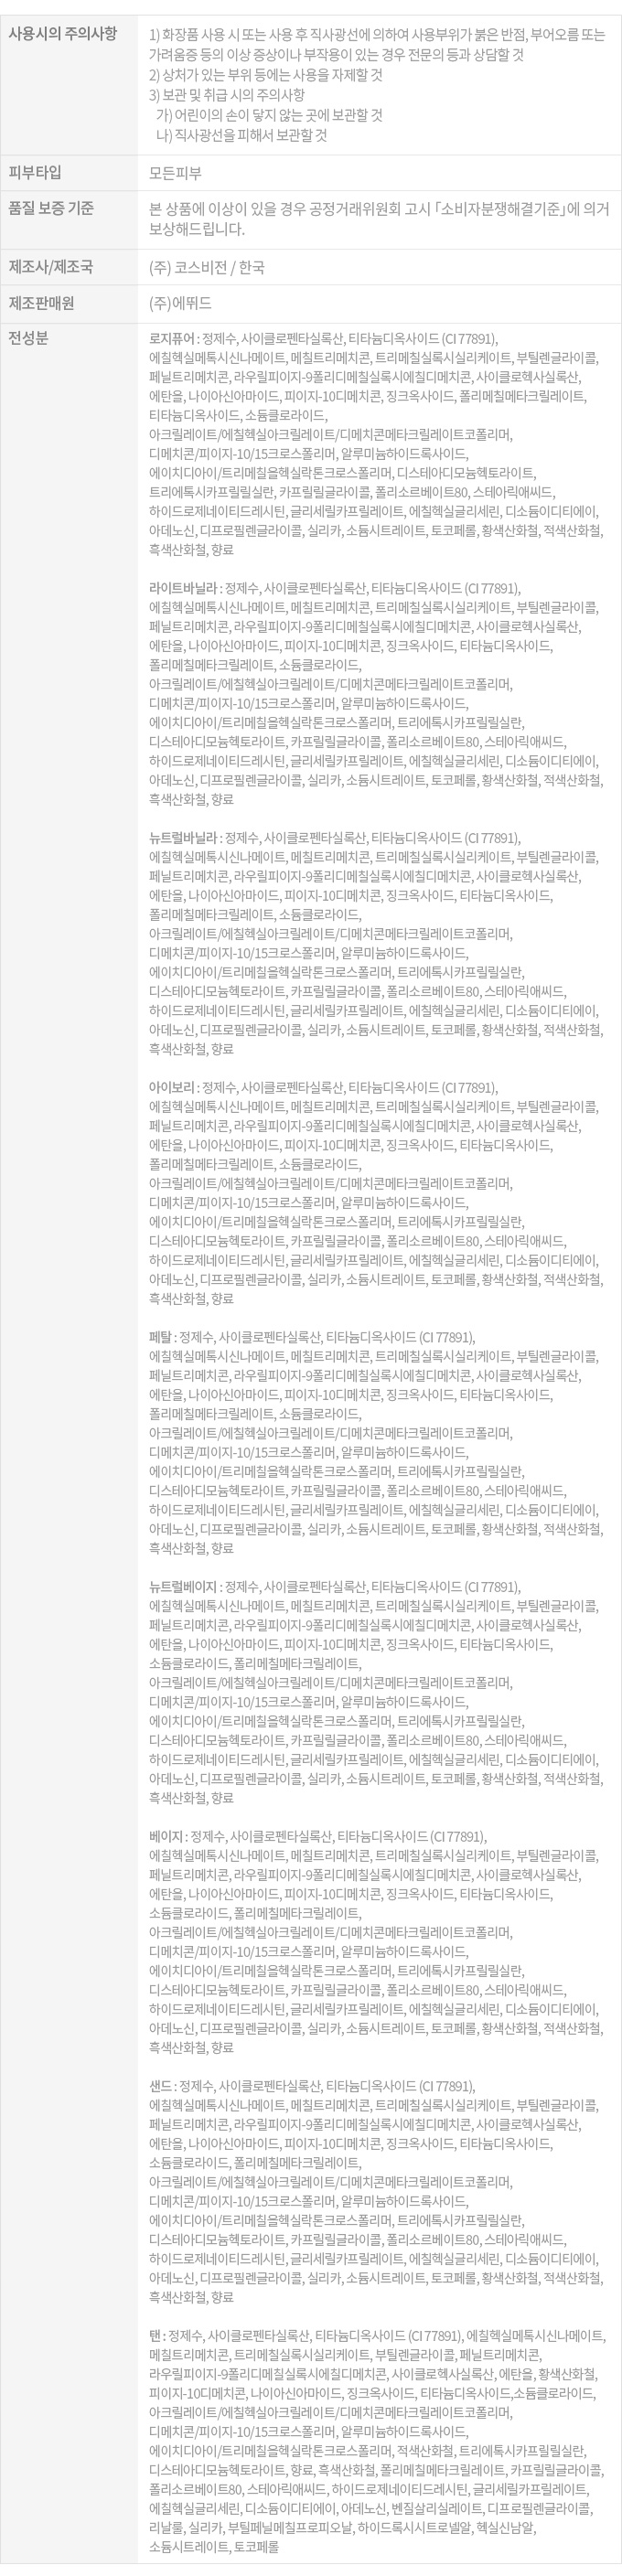 사용시의 주의사항
1) 화장품 사용 시 또는 사용 후 직사광선에 의하여 사용부위가 붉은 반점, 부어오름 또는
가려움증 등의 이상 증상이나 부작용이 있는 경우 전문의 등과 상담할 것
2) 상처가 있는 부위 등에는 사용을 자제할 것
3) 보관 및 취급 시의 주의사항
가) 어린이의 손이 닿지 않는 곳에 보관할 것
나) 직사광선을 피해서 보관할 것
피부타입
모든피부
품질 보증 기준
본 상품에 이상이 있을 경우 공정거래위원회 고시 「소비자분쟁해결기준」에 의거
보상해드립니다.
제조사/제조국
(주) 코스비전 / 한국
제조판매원
(주)에뛰드
전성분
로지퓨어 : 정제수, 사이클로펜타실록산, 티타늄디옥사이드 (CI 77891),
에칠헥실메톡시신나메이트, 메칠트리메치콘, 트리메칠실록시실리케이트, 부틸렌글라이콜,
페닐트리메치콘, 라우릴피이지-9폴리디메칠실록시에칠디메치콘, 사이클로헥사실록산,
에탄올, 나이아신아마이드, 피이지-10디메치콘, 징크옥사이드, 폴리메칠메타크릴레이트,
티타늄디옥사이드, 소듐클로라이드,
아크릴레이트/에칠헥실아크릴레이트/디메치콘메타크릴레이트코폴리머,
디메치콘/피이지-10/15크로스폴리머, 알루미늄하이드록사이드,
에이치디아이/트리메칠올헥실락톤크로스폴리머, 디스테아디모늄헥토라이트,
트리에톡시카프릴릴실란, 카프릴릴글라이콜, 폴리소르베이트80, 스테아릭애씨드,
하이드로제네이티드레시틴, 글리세릴카프릴레이트, 에칠헥실글리세린, 디소듐이디티에이,
아데노신, 디프로필렌글라이콜, 실리카, 소듐시트레이트, 토코페롤, 황색산화철, 적색산화철,
흑색산화철, 향료
라이트바닐라 : 정제수, 사이클로펜타실록산, 티타늄디옥사이드 (CI 77891),
에칠헥실메톡시신나메이트, 메칠트리메치콘, 트리메칠실록시실리케이트, 부틸렌글라이콜,
페닐트리메치콘, 라우릴피이지-9폴리디메칠실록시에칠디메치콘, 사이클로헥사실록산,
에탄올, 나이아신아마이드, 피이지-10디메치콘, 징크옥사이드, 티타늄디옥사이드,
폴리메칠메타크릴레이트, 소듐클로라이드,
아크릴레이트/에칠헥실아크릴레이트/디메치콘메타크릴레이트코폴리머,
디메치콘/피이지-10/15크로스폴리머, 알루미늄하이드록사이드,
에이치디아이/트리메칠올헥실락톤크로스폴리머, 트리에톡시카프릴릴실란,
디스테아디모늄헥토라이트, 카프릴릴글라이콜, 폴리소르베이트80, 스테아릭애씨드,
하이드로제네이티드레시틴, 글리세릴카프릴레이트, 에칠헥실글리세린, 디소듐이디티에이,
아데노신, 디프로필렌글라이콜, 실리카, 소듐시트레이트, 토코페롤, 황색산화철, 적색산화철,
흑색산화철, 향료
뉴트럴바닐라 : 정제수, 사이클로펜타실록산, 티타늄디옥사이드 (CI 77891),
에칠헥실메톡시신나메이트, 메칠트리메치콘, 트리메칠실록시실리케이트, 부틸렌글라이콜,
페닐트리메치콘, 라우릴피이지-9폴리디메칠실록시에칠디메치콘, 사이클로헥사실록산,
에탄올, 나이아신아마이드, 피이지-10디메치콘, 징크옥사이드, 티타늄디옥사이드,
폴리메칠메타크릴레이트, 소듐클로라이드,
아크릴레이트/에칠헥실아크릴레이트/디메치콘메타크릴레이트코폴리머,
디메치콘/피이지-10/15크로스폴리머, 알루미늄하이드록사이드,
에이치디아이/트리메칠올헥실락톤크로스폴리머, 트리에톡시카프릴릴실란,
디스테아디모늄헥토라이트, 카프릴릴글라이콜, 폴리소르베이트80, 스테아릭애씨드,
하이드로제네이티드레시틴, 글리세릴카프릴레이트, 에칠헥실글리세린, 디소듐이디티에이,
아데노신, 디프로필렌글라이콜, 실리카, 소듐시트레이트, 토코페롤, 황색산화철, 적색산화철,
흑색산화철, 향료
아이보리 : 정제수, 사이클로펜타실록산, 티타늄디옥사이드 (CI 77891),
에칠헥실메톡시신나메이트, 메칠트리메치콘, 트리메칠실록시실리케이트, 부틸렌글라이콜,
페닐트리메치콘, 라우릴피이지-9폴리디메칠실록시에칠디메치콘, 사이클로헥사실록산,
에탄올, 나이아신아마이드, 피이지-10디메치콘, 징크옥사이드, 티타늄디옥사이드,
폴리메칠메타크릴레이트, 소듐클로라이드,
아크릴레이트/에칠헥실아크릴레이트/디메치콘메타크릴레이트코폴리머,
디메치콘/피이지-10/15크로스폴리머, 알루미늄하이드록사이드,
에이치디아이/트리메칠올헥실락톤크로스폴리머, 트리에톡시카프릴릴실란,
디스테아디모늄헥토라이트, 카프릴릴글라이콜, 폴리소르베이트80, 스테아릭애씨드,
하이드로제네이티드레시틴, 글리세릴카프릴레이트, 에칠헥실글리세린, 디소듐이디티에이,
아데노신, 디프로필렌글라이콜, 실리카, 소듐시트레이트, 토코페롤, 황색산화철, 적색산화철,
흑색산화철, 향료
페탈 : 정제수, 사이클로펜타실록산, 티타늄디옥사이드 (CI 77891),
에칠헥실메톡시신나메이트, 메칠트리메치콘, 트리메칠실록시실리케이트, 부틸렌글라이콜,
페닐트리메치콘, 라우릴피이지-9폴리디메칠실록시에칠디메치콘, 사이클로헥사실록산,
에탄올, 나이아신아마이드, 피이지-10디메치콘, 징크옥사이드, 티타늄디옥사이드,
폴리메칠메타크릴레이트, 소듐클로라이드,
아크릴레이트/에칠헥실아크릴레이트/디메치콘메타크릴레이트코폴리머,
디메치콘/피이지-10/15크로스폴리머, 알루미늄하이드록사이드,
에이치디아이/트리메칠올헥실락톤크로스폴리머, 트리에톡시카프릴릴실란,
디스테아디모늄헥토라이트, 카프릴릴글라이콜, 폴리소르베이트80, 스테아릭애씨드,
하이드로제네이티드레시틴, 글리세릴카프릴레이트, 에칠헥실글리세린, 디소듐이디티에이,
아데노신, 디프로필렌글라이콜, 실리카, 소듐시트레이트, 토코페롤, 황색산화철, 적색산화철,
흑색산화철, 향료
뉴트럴베이지 : 정제수, 사이클로펜타실록산, 티타늄디옥사이드 (CI 77891),
에칠헥실메톡시신나메이트, 메칠트리메치콘, 트리메칠실록시실리케이트, 부틸렌글라이콜,
페닐트리메치콘, 라우릴피이지-9폴리디메칠실록시에칠디메치콘, 사이클로헥사실록산,
에탄올, 나이아신아마이드, 피이지-10디메치콘, 징크옥사이드, 티타늄디옥사이드,
소듐클로라이드, 폴리메칠메타크릴레이트,
아크릴레이트/에칠헥실아크릴레이트/디메치콘메타크릴레이트코폴리머,
디메치콘/피이지-10/15크로스폴리머, 알루미늄하이드록사이드,
에이치디아이/트리메칠올헥실락톤크로스폴리머, 트리에톡시카프릴릴실란,
디스테아디모늄헥토라이트, 카프릴릴글라이콜, 폴리소르베이트80, 스테아릭애씨드,
하이드로제네이티드레시틴, 글리세릴카프릴레이트, 에칠헥실글리세린, 디소듐이디티에이,
아데노신, 디프로필렌글라이콜, 실리카, 소듐시트레이트, 토코페롤, 황색산화철, 적색산화철,
흑색산화철, 향료
베이지 : 정제수, 사이클로펜타실록산, 티타늄디옥사이드 (CI 77891),
에칠헥실메톡시신나메이트, 메칠트리메치콘, 트리메칠실록시실리케이트, 부틸렌글라이콜,
페닐트리메치콘, 라우릴피이지-9폴리디메칠실록시에칠디메치콘, 사이클로헥사실록산,
에탄올, 나이아신아마이드, 피이지-10디메치콘, 징크옥사이드, 티타늄디옥사이드,
소듐클로라이드, 폴리메칠메타크릴레이트,
아크릴레이트/에칠헥실아크릴레이트/디메치콘메타크릴레이트코폴리머,
디메치콘/피이지-10/15크로스폴리머, 알루미늄하이드록사이드,
에이치디아이/트리메칠올헥실락톤크로스폴리머, 트리에톡시카프릴릴실란,
디스테아디모늄헥토라이트, 카프릴릴글라이콜, 폴리소르베이트80, 스테아릭애씨드,
하이드로제네이티드레시틴, 글리세릴카프릴레이트, 에칠헥실글리세린, 디소듐이디티에이,
아데노신, 디프로필렌글라이콜, 실리카, 소듐시트레이트, 토코페롤, 황색산화철, 적색산화철,
흑색산화철, 향료
샌드 : 정제수, 사이클로펜타실록산, 티타늄디옥사이드 (CI 77891),
에칠헥실메톡시신나메이트, 메칠트리메치콘, 트리메칠실록시실리케이트, 부틸렌글라이콜,
페닐트리메치콘, 라우릴피이지-9폴리디메칠실록시에칠디메치콘, 사이클로헥사실록산,
에탄올, 나이아신아마이드, 피이지-10디메치콘, 징크옥사이드, 티타늄디옥사이드,
소듐클로라이드, 폴리메칠메타크릴레이트,
아크릴레이트/에칠헥실아크릴레이트/디메치콘메타크릴레이트코폴리머,
디메치콘/피이지-10/15크로스폴리머, 알루미늄하이드록사이드,
에이치디아이/트리메칠올헥실락톤크로스폴리머, 트리에톡시카프릴릴실란,
디스테아디모늄헥토라이트, 카프릴릴글라이콜, 폴리소르베이트80, 스테아릭애씨드,
하이드로제네이티드레시틴, 글리세릴카프릴레이트, 에칠헥실글리세린, 디소듐이디티에이,
아데노신, 디프로필렌글라이콜, 실리카, 소듐시트레이트, 토코페롤, 황색산화철, 적색산화철,
흑색산화철, 향료
탠 : 정제수, 사이클로펜타실록산, 티타늄디옥사이드 (CI 77891), 에칠헥실메톡시신나메이트,
메칠트리메치콘, 트리메칠실록시실리케이트, 부틸렌글라이콜, 페닐트리메치콘,
라우릴피이지-9폴리디메칠실록시에칠디메치콘, 사이클로헥사실록산, 에탄올, 황색산화철,
피이지-10디메치콘, 나이아신아마이드, 징크옥사이드, 티타늄디옥사이드,소듐클로라이드,
아크릴레이트/에칠헥실아크릴레이트/디메치콘메타크릴레이트코폴리머,
디메치콘/피이지-10/15크로스폴리머, 알루미늄하이드록사이드,
에이치디아이/트리메칠올헥실락톤크로스폴리머, 적색산화철, 트리에톡시카프릴릴실란,
디스테아디모늄헥토라이트, 향료, 흑색산화철, 폴리메칠메타크릴레이트, 카프릴릴글라이콜,
폴리소르베이트80, 스테아릭애씨드, 하이드로제네이티드레시틴, 글리세릴카프릴레이트,
에칠헥실글리세린, 디소듐이디티에이, 아데노신, 벤질살리실레이트, 디프로필렌글라이콜,
리날룰, 실리카, 부틸페닐메칠프로피오날, 하이드록시시트로넬알, 헥실신남알,
소듐시트레이트, 토코페롤